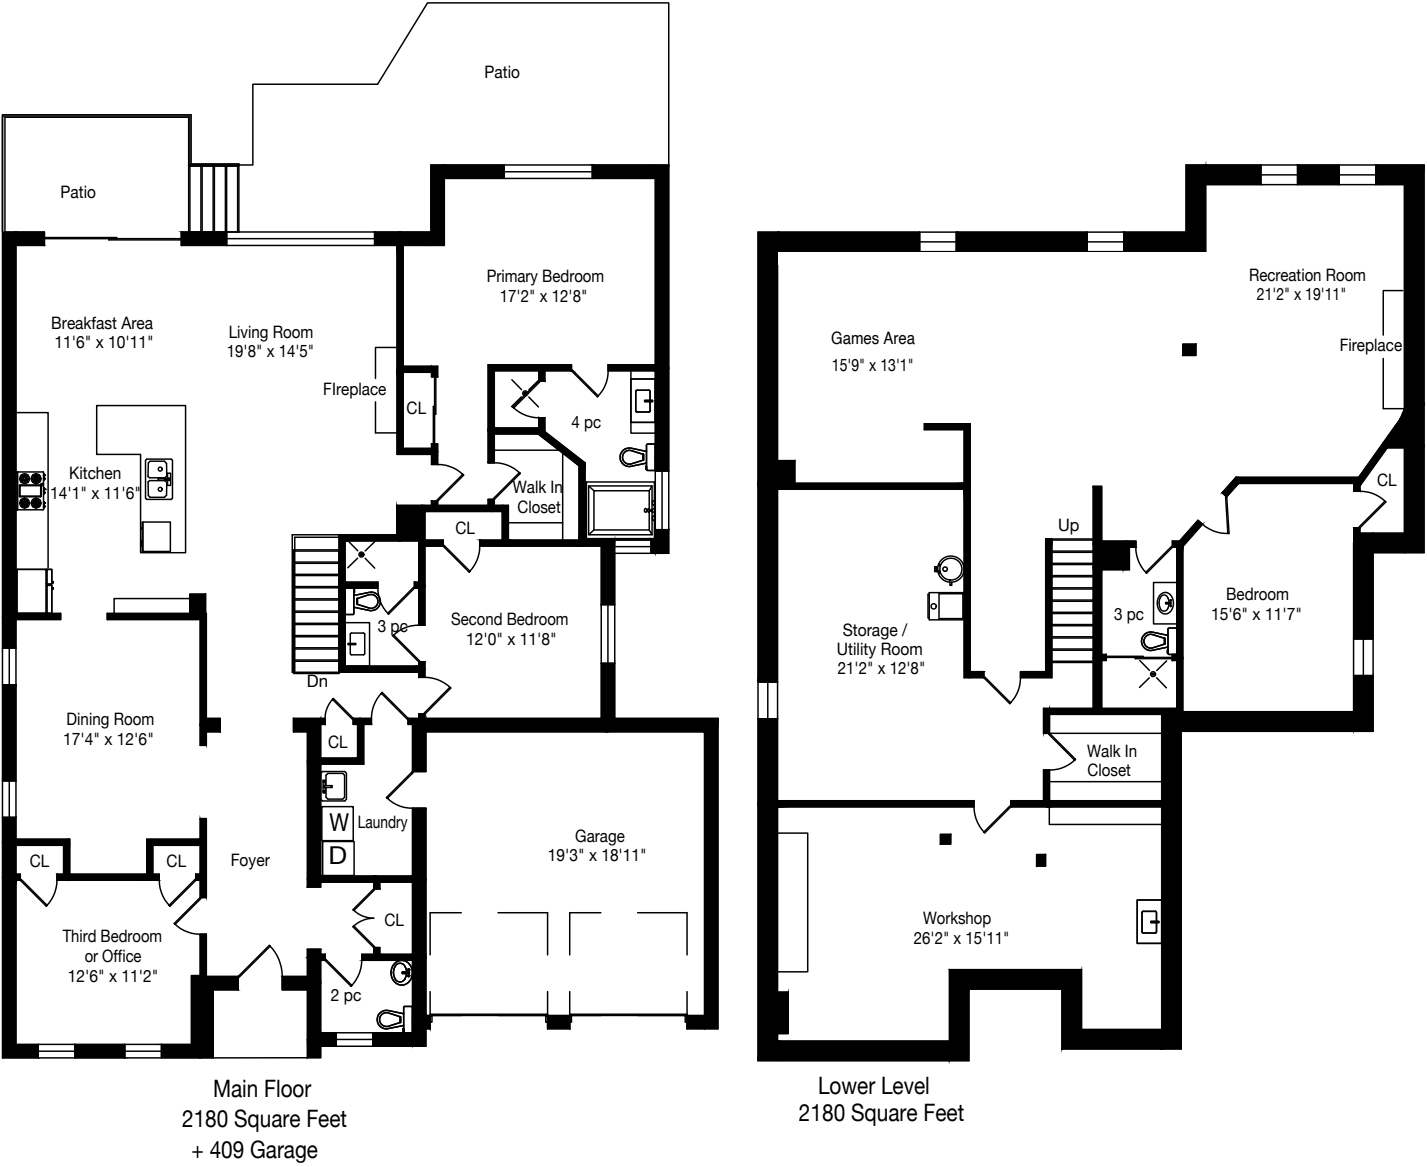 Patio
Patio
Primary Bedroom
17'2" x 12'8"
Breakfast Area
11'6" x 10'11"
Living Room
19'8" x 14'5"
FIreplace
CL
4 pc
Kitchen
14'1" x 11'6"
Walk In
Closet
CL
3 pc
Second Bedroom
12'0" x 11'8"
Dn
Dining Room
17'4" x 12'6"
CL
W
D
Laundry
Garage
19'3" x 18'11"
CL
CL
Foyer
CL
Third Bedroom
or Office
12'6" x 11'2"
2 pc
Main Floor
2180 Square Feet
+ 409 Garage
Recreation Room
21'2" x 19'11"
Games Area
15'9" x 13'1"
Fireplace
CL
Up
Bedroom
15'6" x 11'7"
3 pc
Storage /
Utility Room
21'2" x 12'8"
Walk In
Closet
Workshop
26'2" x 15'11"
Lower Level
2180 Square Feet